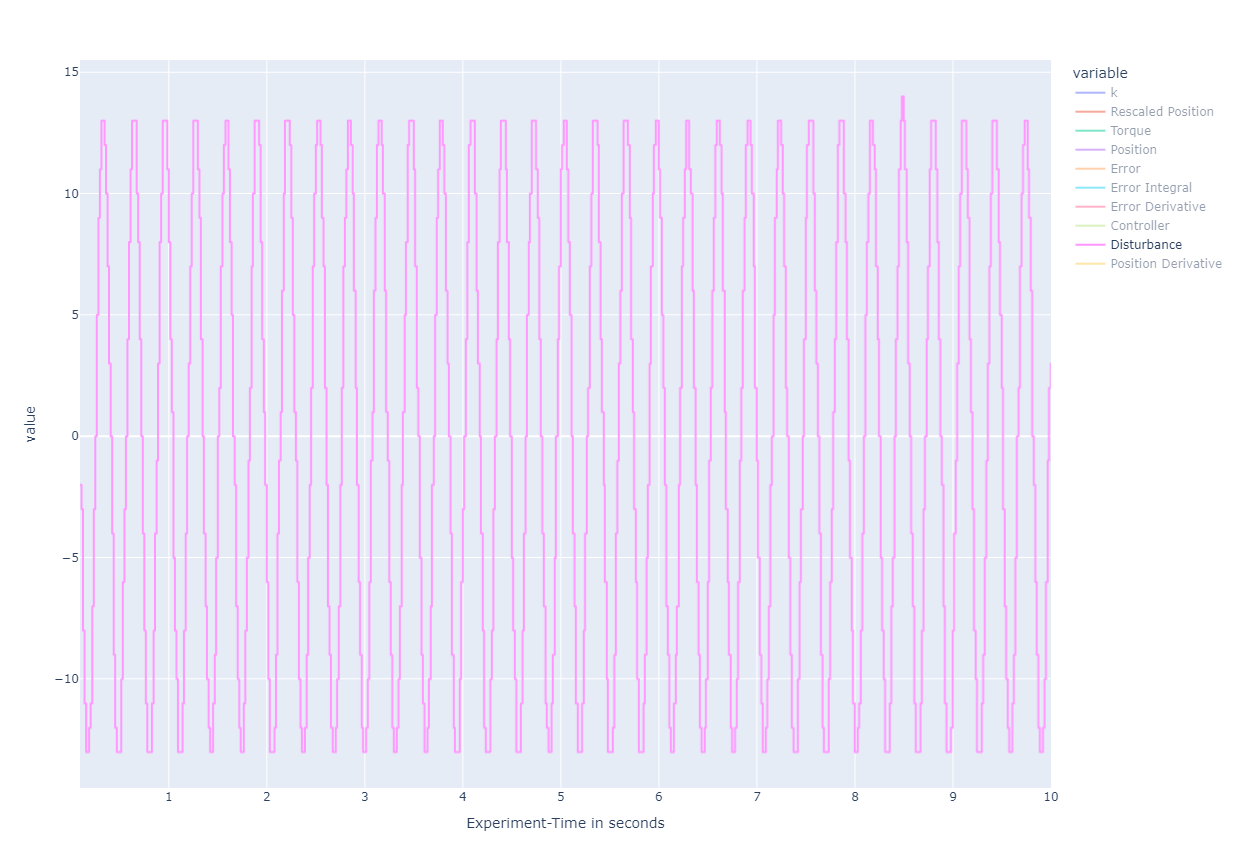 variable
k
Rescaled Position
Torque
Position
Error
Error Integral
Error Derivative
Controller
Disturbance
Position Derivative
15
10
5
0
−5
−10
value
1 2 3 4 5 6 7 8 9 10
Experiment-Time in seconds